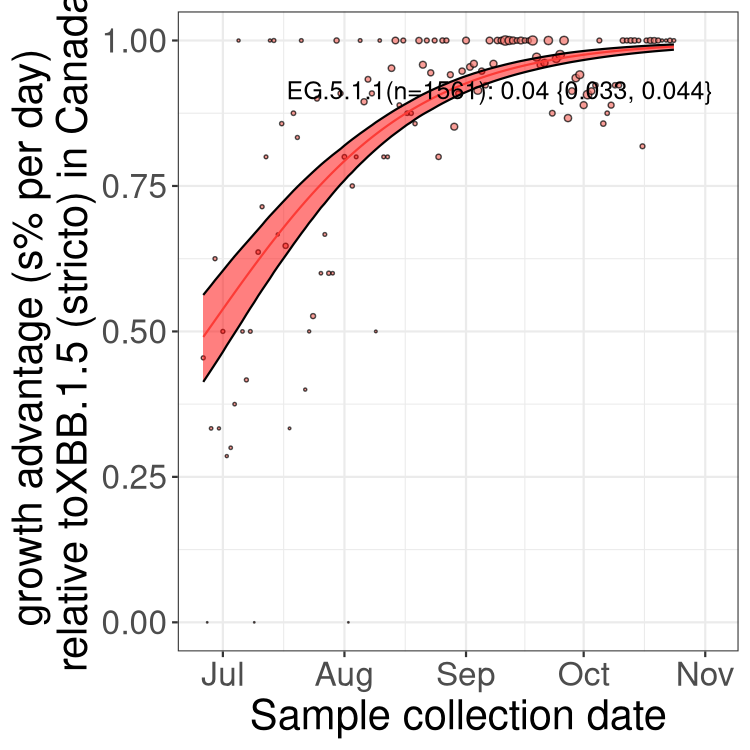 growth advantage (s% per day)
relative toXBB.1.5 (stricto) in Canada
1.00
0.75
0.50
0.25
0.00
EG.5.1.1(n=1561): 0.04 {0.033, 0.044}
Jul Aug Sep Oct Nov
Sample collection date